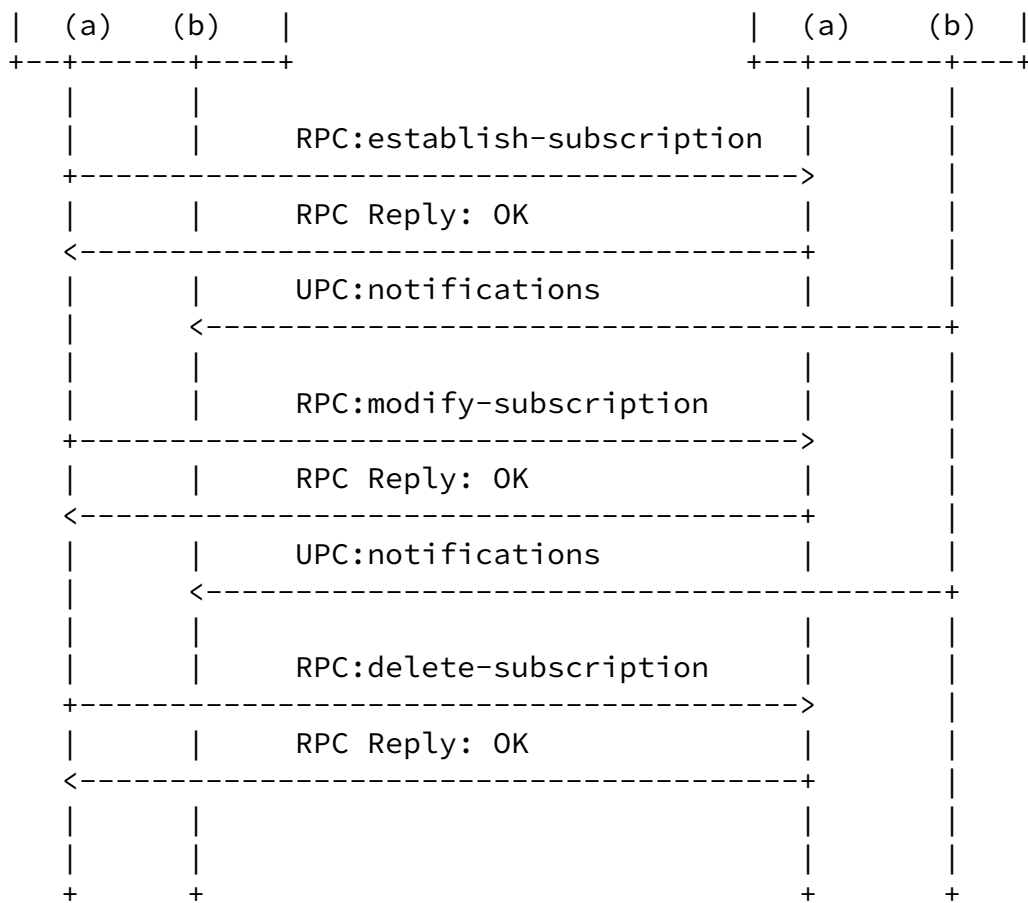 (a) (b) (a) (b)
RPC:establish-subscription
RPC Reply: OK
UPC:notifications
RPC:modify-subscription
RPC Reply: OK
UPC:notifications
RPC:delete-subscription
RPC Reply: OK